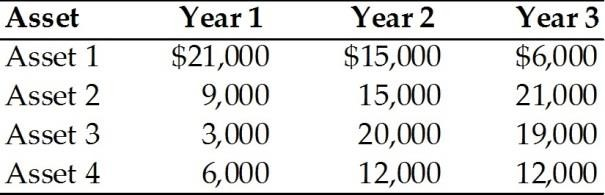 Asset Year 1 Year 2 Year 3
Asset 1 $21,000 $15,000 $6,000
Asset 2 9,000 15,000 21,000
Asset 3 3,000 20,000 19,000
Asset 4 6,000 12,000 12,000